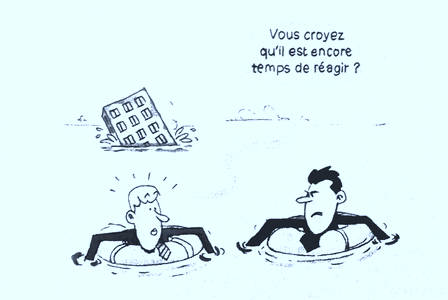 Vous croyez
qu'il est encore
temps de réagir ?